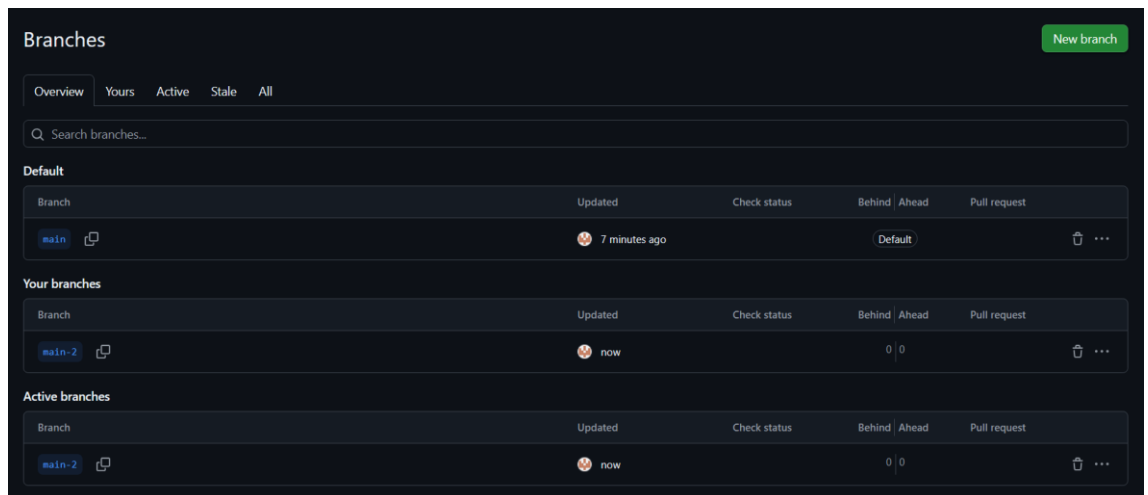 Branches
New branch
Overview Yours Active Stale All
Search branches...
Default
Branch Updated Check status Behind Ahead Pull request
main 7 minutes ago Default
Your branches
Branch Updated Check status Behind Ahead Pull request
main-2 now 0 0
Active branches
Branch Updated Check status Behind Ahead Pull request
main-2 now 0 0